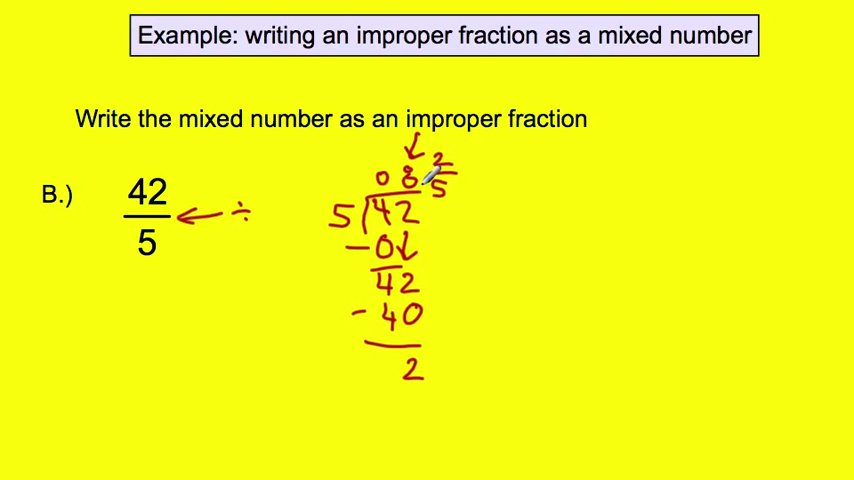 Example: writing an improper fraction as a mixed number
Write the mixed number as an improper fraction
B.) 42
5
÷
0 8 2
5
5 42
- 0
42
- 40
2